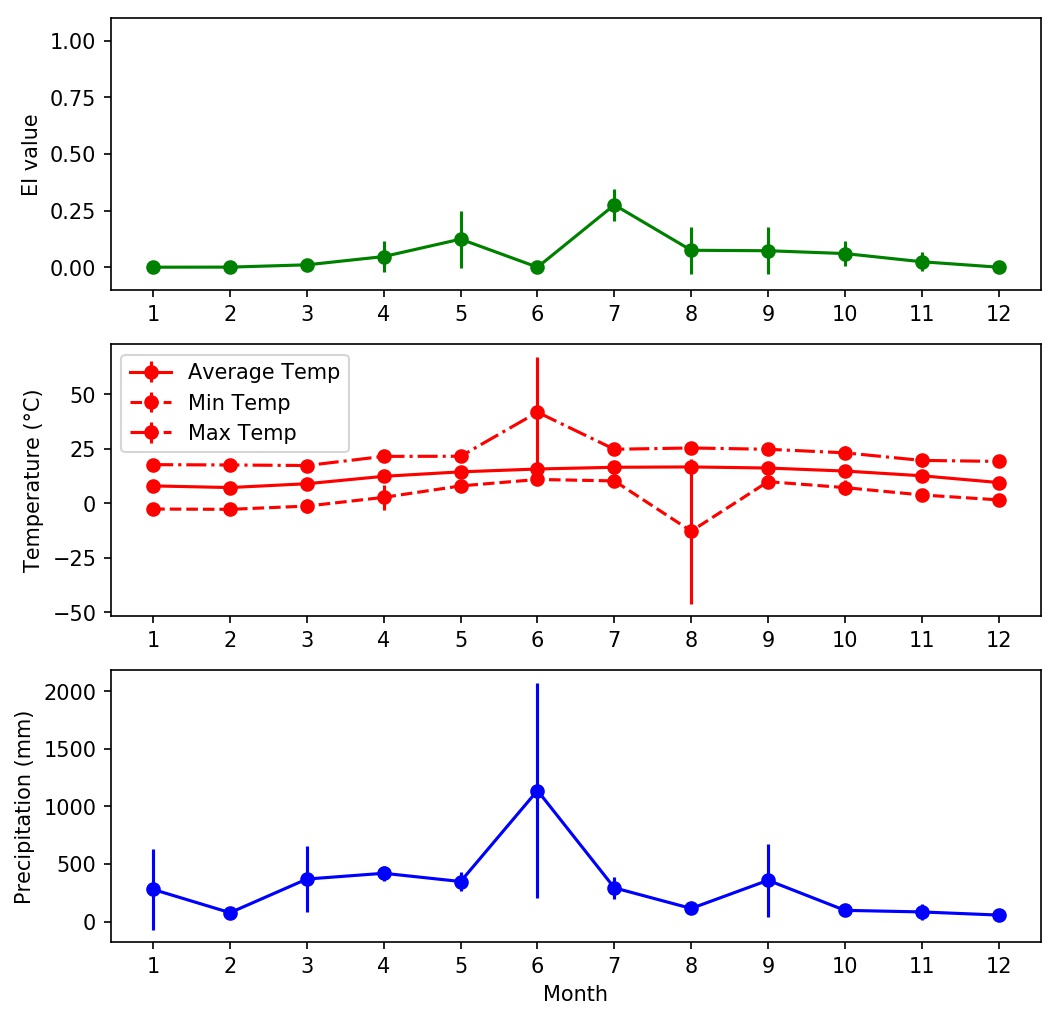 EI value
1.00
0.75
0.50
0.25
0.00
1 2 3 4 5 6 7 8 9 10 11 12
Temperature (°C)
50
25
0
−25
−50
Average Temp
Min Temp
Max Temp
1 2 3 4 5 6 7 8 9 10 11 12
Precipitation (mm)
2000
1500
1000
500
0
1 2 3 4 5 6 7 8 9 10 11 12
Month